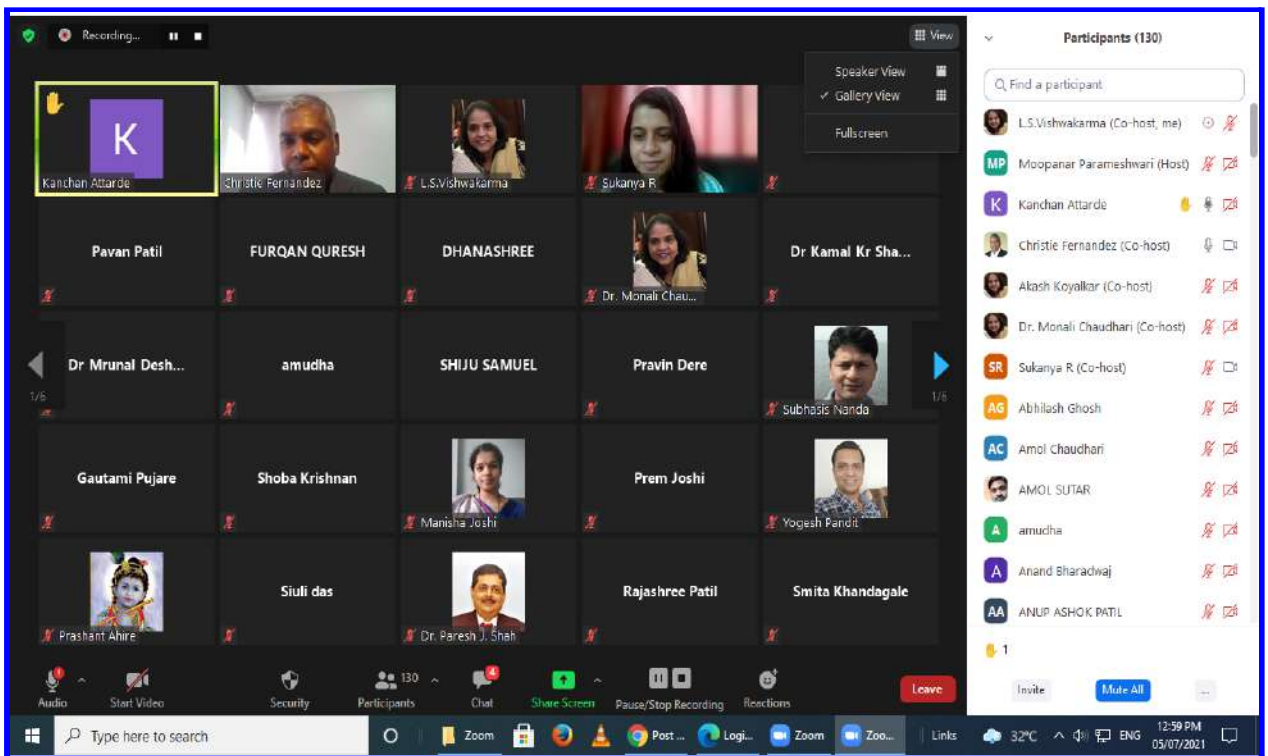 Recording...
View
Speaker View
Gallery View
Fullscreen
K
Kanchan Attarde
Christie Fernandez
L.S.Vishwakarma
Sukanya R
Pavan Patil
FURQAN QURESH
DHANASHREE
Dr. Monali Chau...
Dr Kamal Kr Sha...
Dr Mrunal Desh...
amudha
SHIJU SAMUEL
Pravin Dere
Subhasis Nanda
1/6
1/6
Gautami Pujare
Shoba Krishnan
Manisha Joshi
Prem Joshi
Yogesh Pandit
Prashant Ahire
Siuli das
Dr. Paresh J. Shah
Rajashree Patil
Smita Khandagale
1
Audio
Start Video
Security
130
Participants
4
Chat
Share Screen
Pause/Stop Recording
Reactions
Leave
Participants (130)
Find a participant
L.S.Vishwakarma (Co-host, me)
MP Moopanar Parameshwari (Host)
K Kanchan Attarde
Christie Fernandez (Co-host)
Akash Koyalkar (Co-host)
Dr. Monali Chaudhari (Co-host)
SR Sukanya R (Co-host)
AG Abhilash Ghosh
AC Amol Chaudhari
AMOL SUTAR
A amudha
A Anand Bharadwaj
AA ANUP ASHOK PATIL
1
Invite
Mute All
...
Type here to search
Zoom
Post ...
Logi...
Zoom
Zoo...
Links
32°C
ENG
12:59 PM
05/07/2021